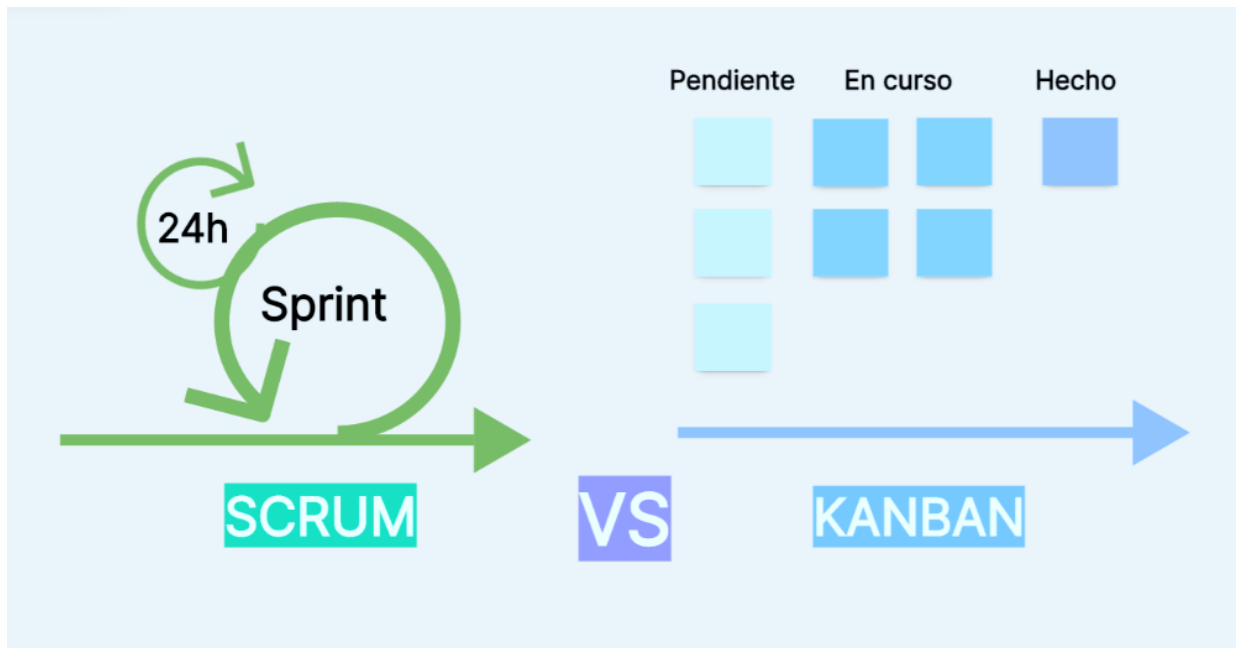 24h
Sprint
SCRUM
VS
Pendiente
En curso
Hecho
KANBAN